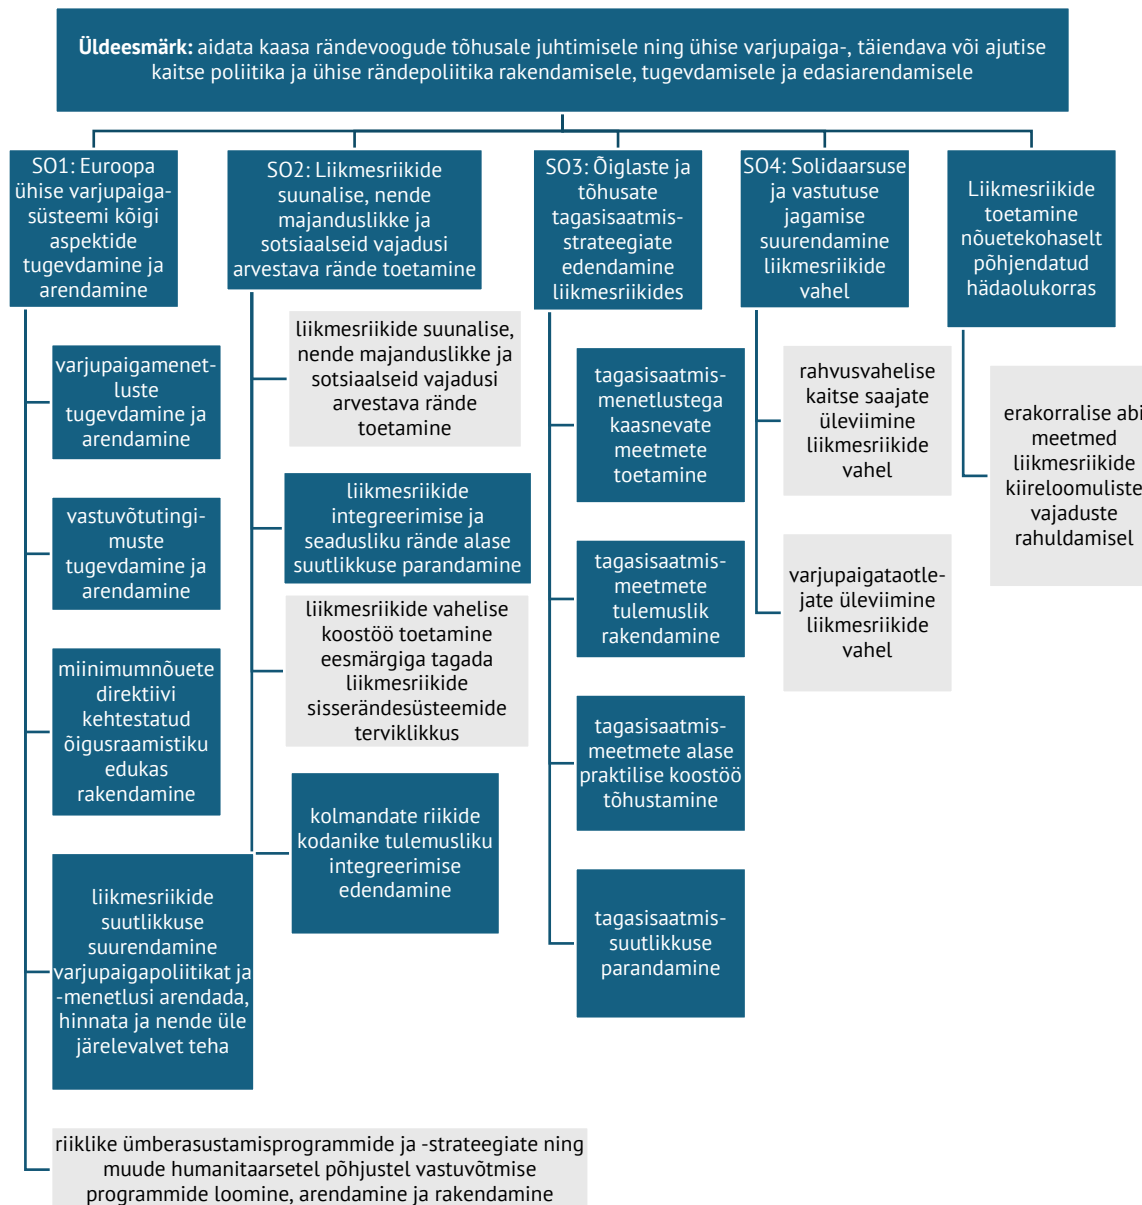 Üldeesmärk: aidata kaasa rändevoogude tõhusale juhtimisele ning ühise varjupaiga-, täiendava või ajutise
kaitse poliitika ja ühise rändepoliitika rakendamisele, tugevdamisele ja edasiarendamisele
SO1: Euroopa
ühise varjupaiga-
süsteemi kõigi
aspektide
tugevdamine ja
arendamine
varjupaigamenet-
luste
tugevdamine ja
arendamine
vastuvõtutingi-
muste
tugevdamine ja
arendamine
miinimumnõuete
direktiivi
kehtestatud
õigusraamistiku
edukas
rakendamine
liikmesriikide
suutlikkuse
suurendamine
varjupaigapoliitikat ja
-menetlusi arendada,
hinnata ja nende üle
järelevalvet teha
riiklike ümberasustamisprogrammide ja -strateegiate ning
muude humanitaarsetel põhjustel vastuvõtmise
programmide loomine, arendamine ja rakendamine
SO2: Liikmesriikide
suunalise, nende
majanduslikke ja
sotsiaalseid vajadusi
arvestava rände toetamine
liikmesriikide suunalise,
nende majanduslikke ja
sotsiaalseid vajadusi
arvestava rände
toetamine
liikmesriikide
integreerimise ja
seadusliku rände alase
suutlikkuse parandamine
liikmesriikide vahelise
koostöö toetamine
eesmärgiga tagada
liikmesriikide
sisserändesüsteemide
terviklikkus
kolmandate riikide
kodanike tulemusliku
integreerimise
edendamine
SO3: Õiglaste ja
tõhusate
tagasisaatmis-
strateegiate
edendamine
liikmesriikides
tagasisaatmis-
menetlustega
kaasnevate
meetmete
toetamine
tagasisaatmis-
meetmete
tulemuslik
rakendamine
tagasisaatmis-
meetmete alase
praktilise koostöö
tõhustamine
tagasisaatmis-
suutlikkuse
parandamine
SO4: Solidaarsuse
ja vastutuse
jagamise
suurendamine
liikmesriikide
vahel
rahvusvahelise
kaitse saajate
üleviimine
liikmesriikide
vahel
varjupaigataotle-
jate üleviimine
liikmesriikide
vahel
Liikmesriikide
toetamine
nõuetekohaselt
põhjendatud
hädaolukorras
erakorralise abi
meetmed
liikmesriikide
kiireloomuliste
vajaduste
rahuldamisel